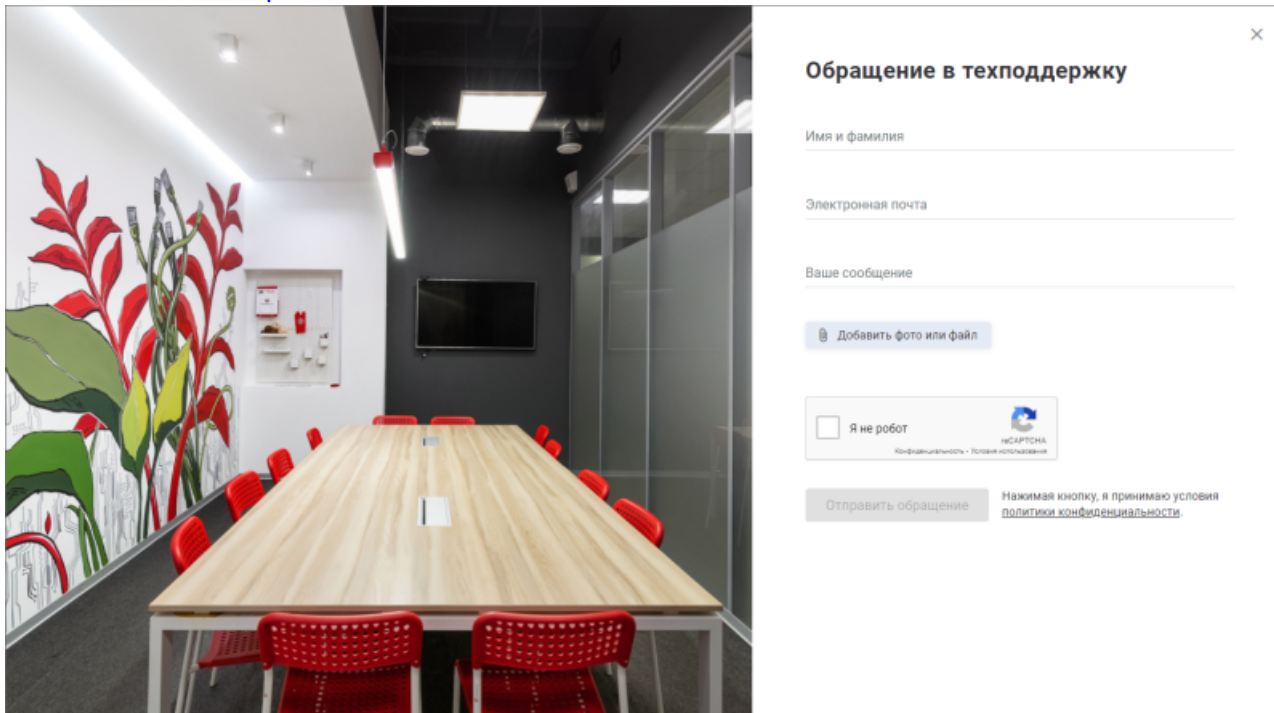 Обращение в техподдержку
Имя и фамилия
Электронная почта
Ваше сообщение
Добавить фото или файл
Я не робот
reCAPTCHA
Конфиденциальность - Условия использования
Отправить обращение
Нажимая кнопку, я принимаю условия
политики конфиденциальности.